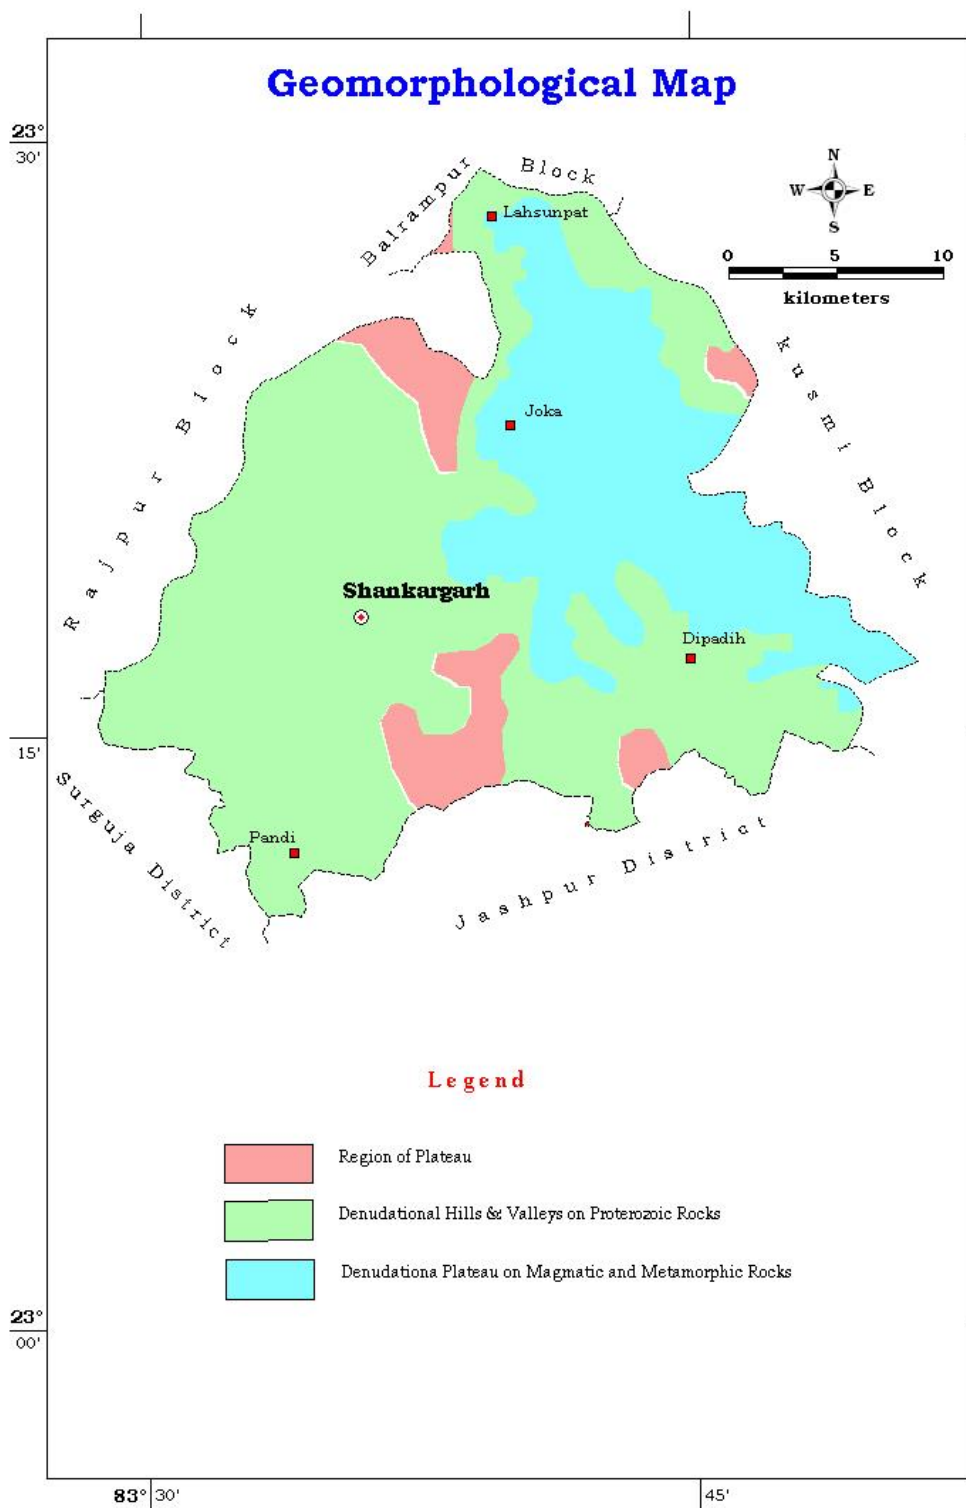 Geomorphological Map
23°
30'
Balrampur Block
N
W E
S
Lahsunpat
0 5 10
kilometers
Rajpur Block
kusmi Block
Joka
Shankargarh
Dipadih
15'
Surguja District
Pandi
Jashpur District
Legend
Region of Plateau
Denudational Hills & Valleys on Proterozoic Rocks
Denudationa Plateau on Magmatic and Metamorphic Rocks
23°
00'
83° 30' 45'